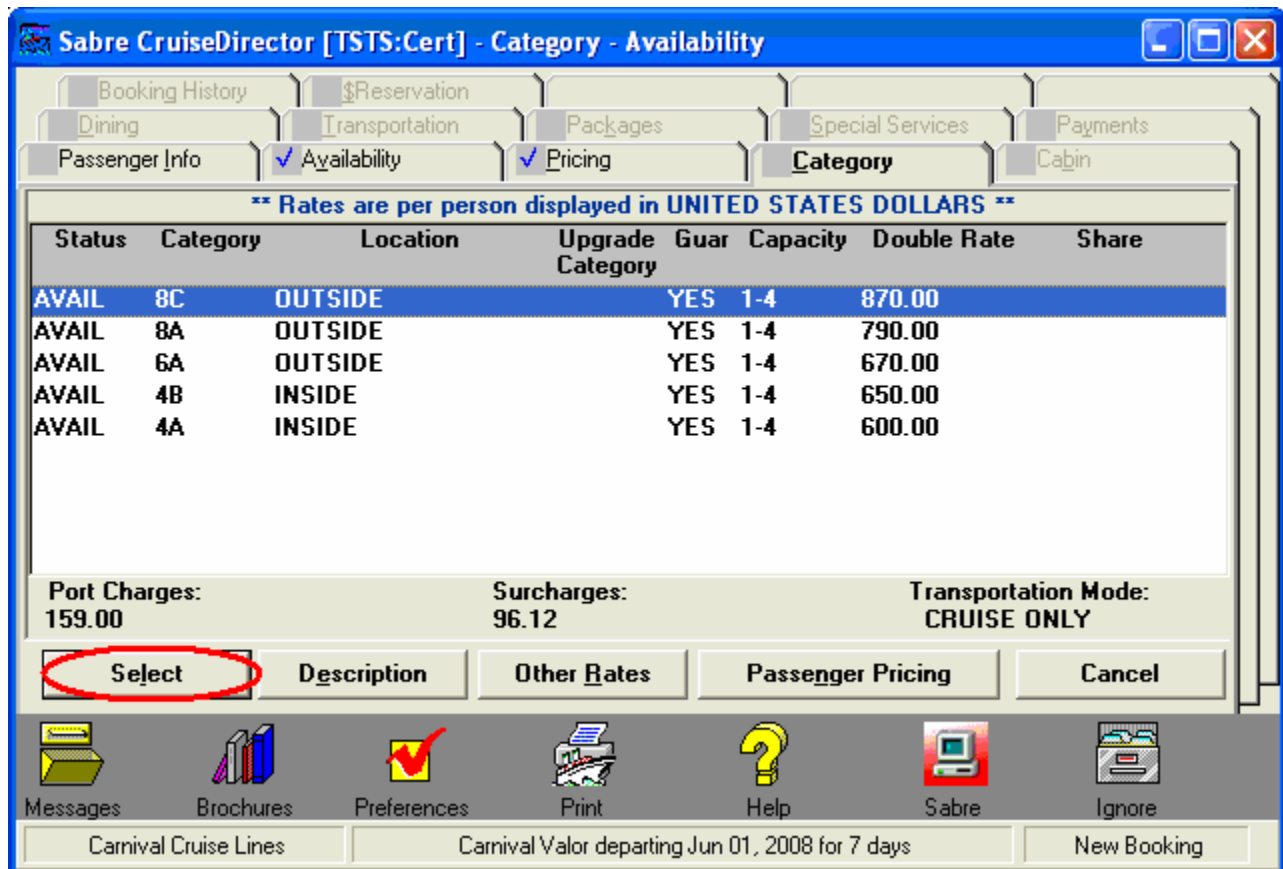 Sabre CruiseDirector [TSTS:Cert] - Category - Availability
Booking History $Reservation
Dining Transportation Packages Special Services Payments
Passenger Info Availability Pricing Category Cabin
** Rates are per person displayed in UNITED STATES DOLLARS **
Status Category Location Upgrade Category Guar Capacity Double Rate Share
AVAIL 8C OUTSIDE YES 1-4 870.00
AVAIL 8A OUTSIDE YES 1-4 790.00
AVAIL 6A OUTSIDE YES 1-4 670.00
AVAIL 4B INSIDE YES 1-4 650.00
AVAIL 4A INSIDE YES 1-4 600.00
Port Charges: Surcharges: Transportation Mode:
159.00 96.12 CRUISE ONLY
Select Description Other Rates Passenger Pricing Cancel
Messages Brochures Preferences Print Help Sabre Ignore
Carnival Cruise Lines Carnival Valor departing Jun 01, 2008 for 7 days New Booking